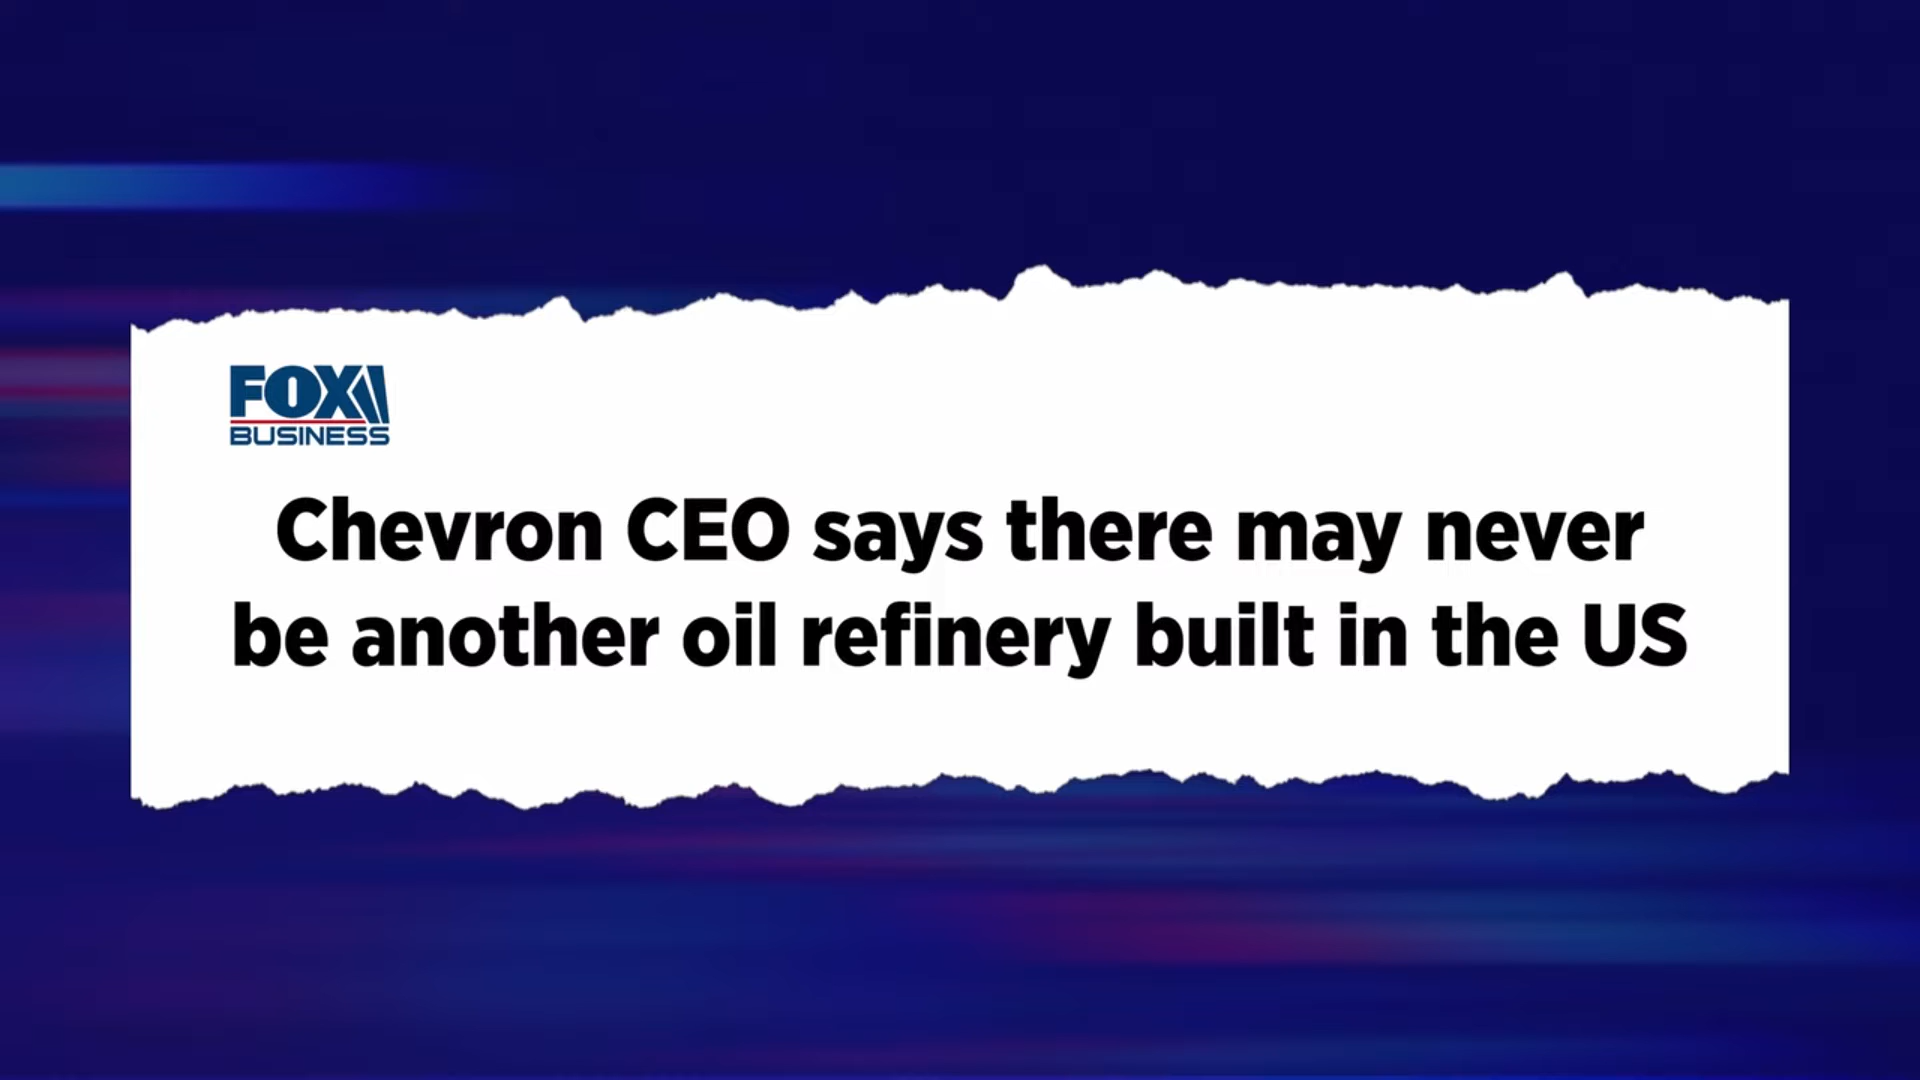 FOX
BUSINESS
Chevron CEO says there may never
be another oil refinery built in the US